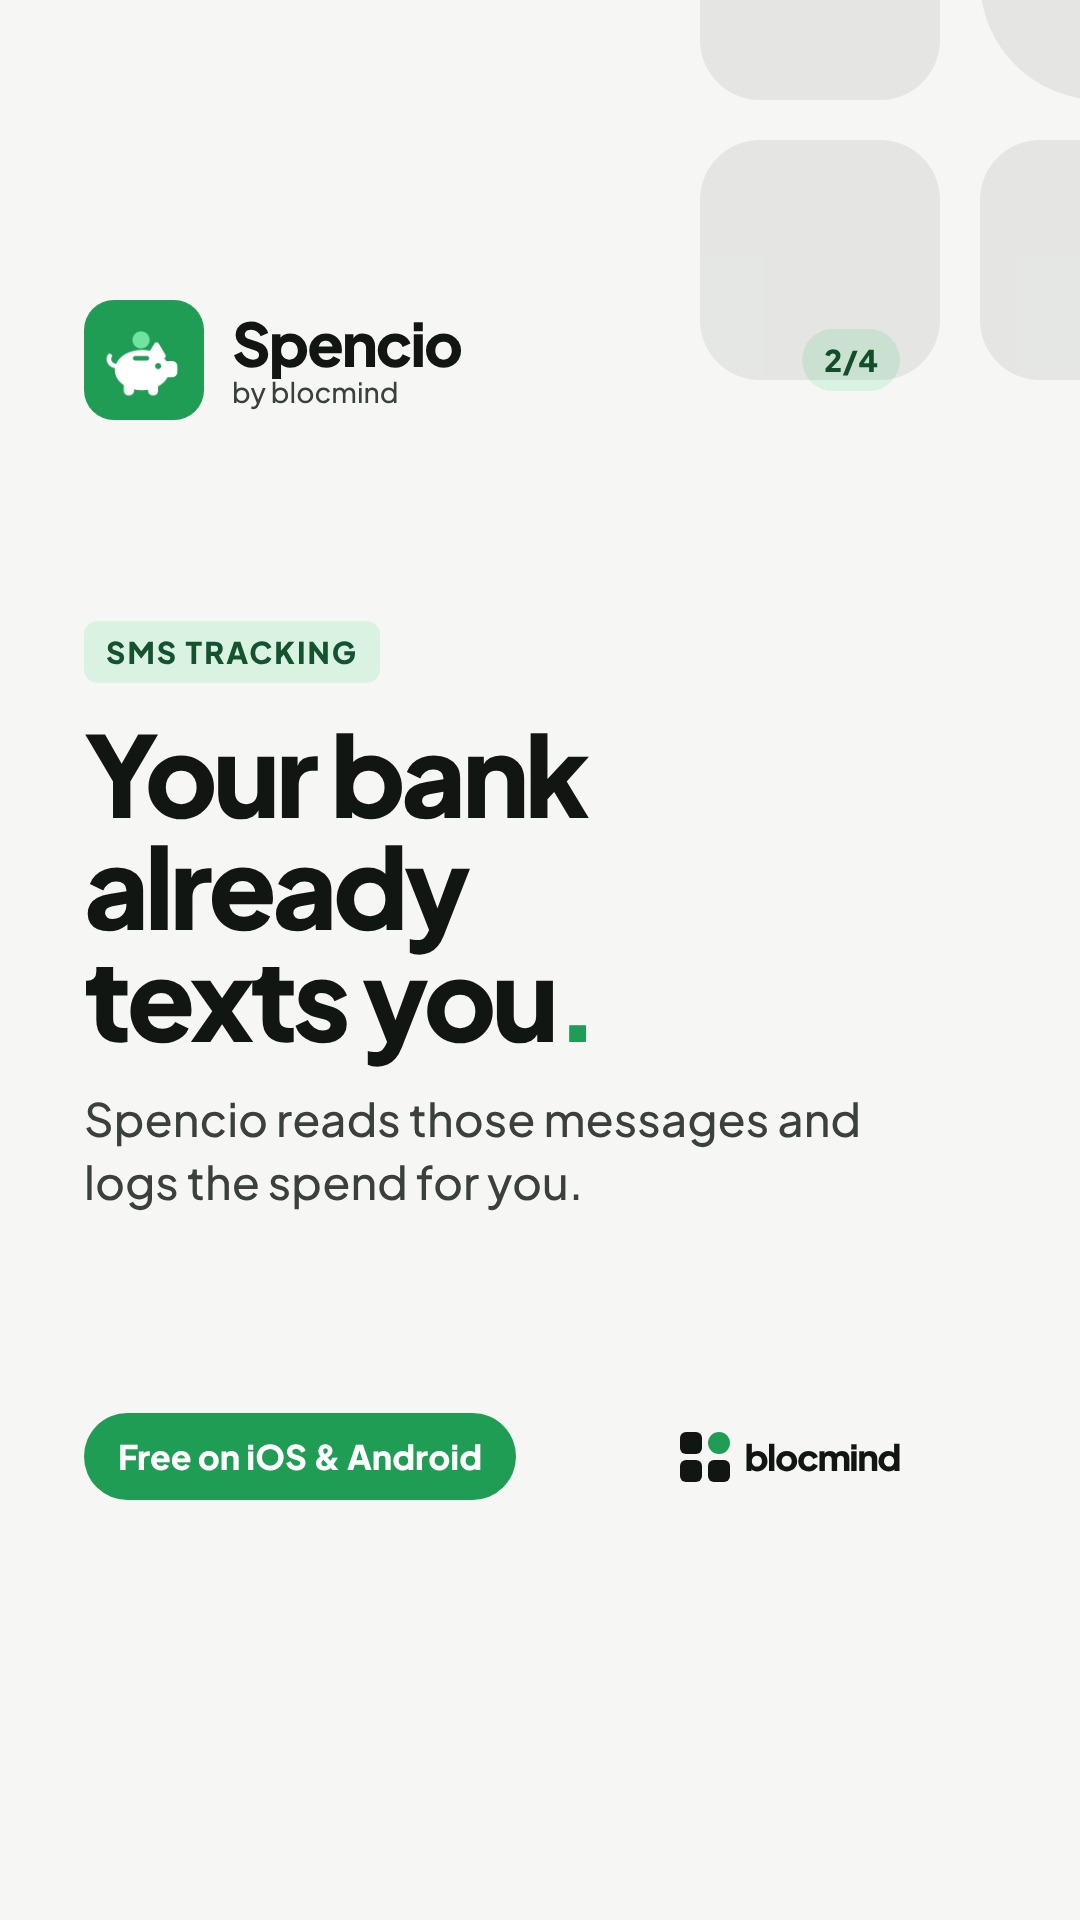 Spencio
by blocmind
2/4
SMS TRACKING
Your bank
already
texts you.
Spencio reads those messages and
logs the spend for you.
Free on iOS & Android
blocmind